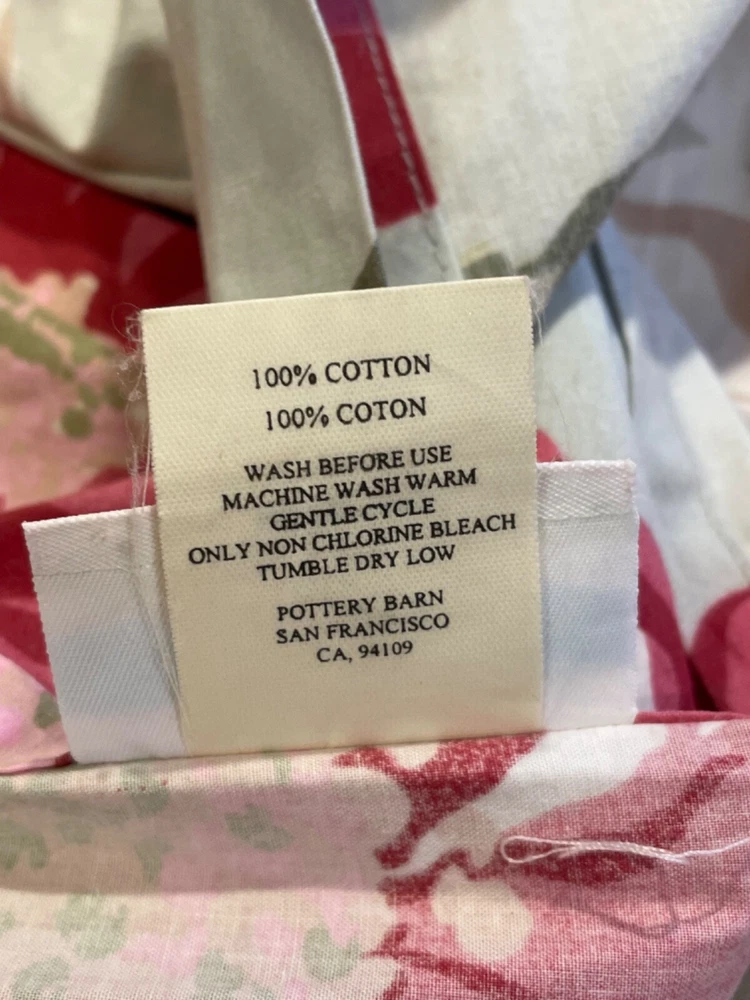 100% COTTON
100% COTON
WASH BEFORE USE
MACHINE WASH WARM
GENTLE CYCLE
ONLY NON CHLORINE BLEACH
TUMBLE DRY LOW
POTTERY BARN
SAN FRANCISCO
CA, 94109